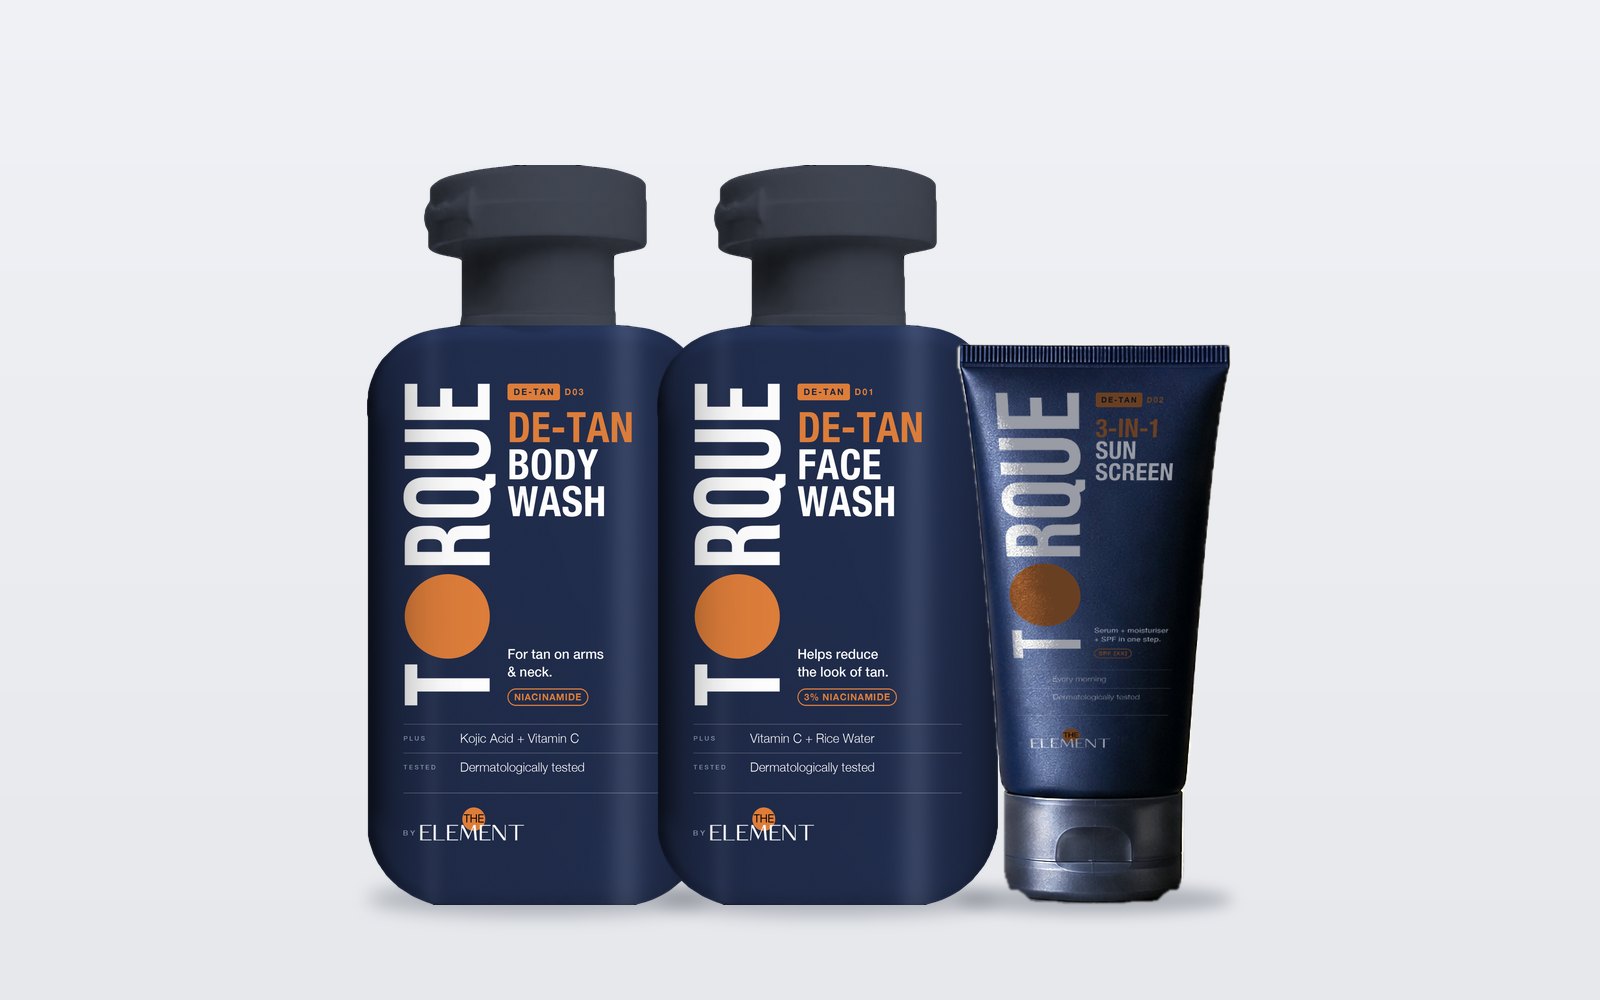 TORQUE
DE-TAN D03
DE-TAN
BODY
WASH
For tan on arms
& neck.
NIACINAMIDE
PLUS Kojic Acid + Vitamin C
TESTED Dermatologically tested
BY THE ELEMENT
TORQUE
DE-TAN D01
DE-TAN
FACE
WASH
Helps reduce
the look of tan.
3% NIACINAMIDE
PLUS Vitamin C + Rice Water
TESTED Dermatologically tested
BY THE ELEMENT
TORQUE
DE-TAN D02
3-IN-1
SUN
SCREEN
Serum + moisturiser
+ SPF in one step.
Every morning
Dermatologically tested
THE ELEMENT